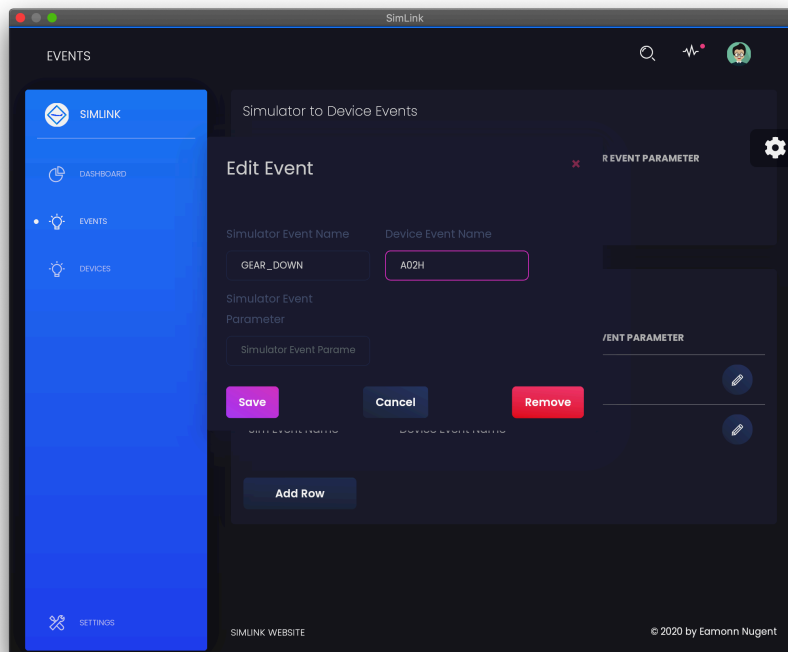 SimLink
EVENTS
SIMLINK
DASHBOARD
EVENTS
DEVICES
SETTINGS
Simulator to Device Events
R EVENT PARAMETER
Edit Event
Simulator Event Name
Device Event Name
GEAR_DOWN
A02H
Simulator Event
Parameter
Simulator Event Parame
Save
Cancel
Remove
VENT PARAMETER
Sim Event Name
Device Event Name
Add Row
SIMLINK WEBSITE
© 2020 by Eamonn Nugent